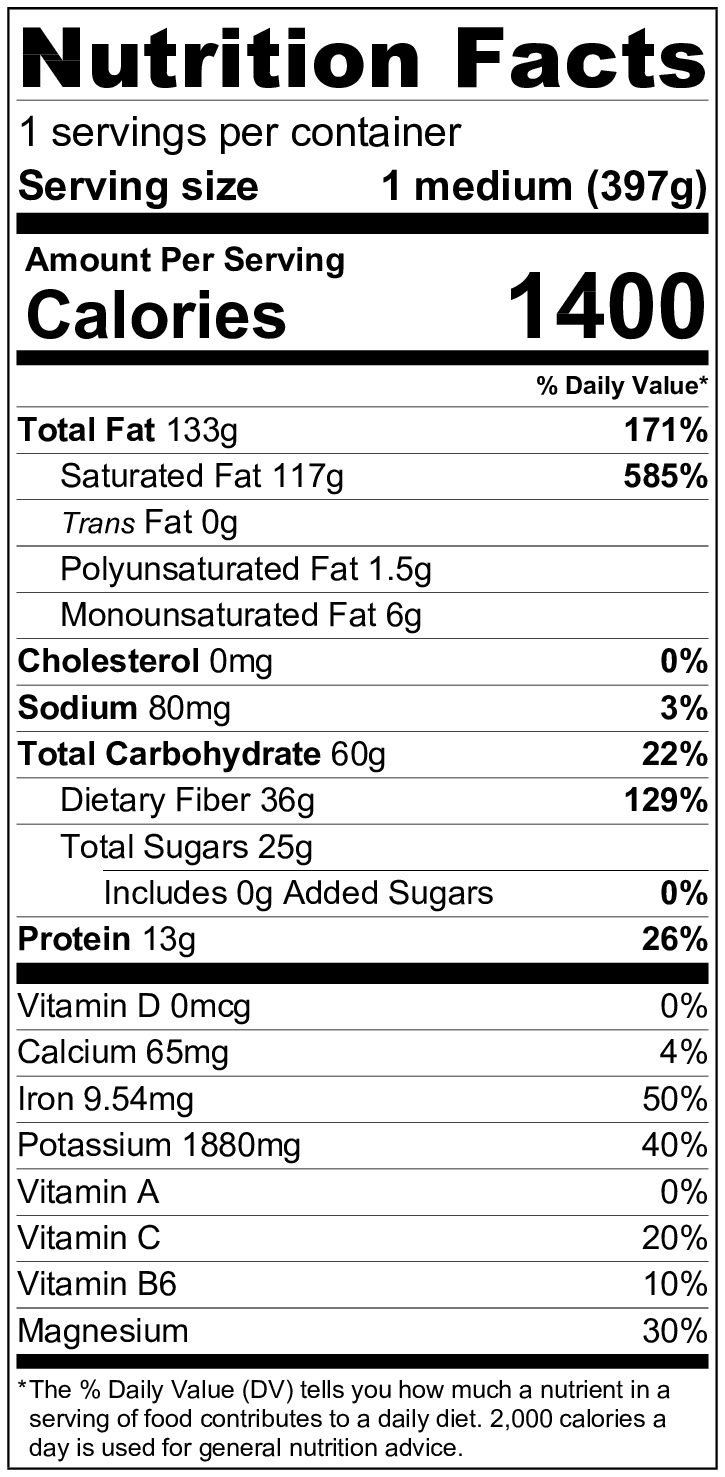 Nutrition Facts
1 servings per container
Serving size 1 medium (397g)
Amount Per Serving
Calories 1400
% Daily Value*
Total Fat 133g 171%
Saturated Fat 117g 585%
Trans Fat 0g
Polyunsaturated Fat 1.5g
Monounsaturated Fat 6g
Cholesterol 0mg 0%
Sodium 80mg 3%
Total Carbohydrate 60g 22%
Dietary Fiber 36g 129%
Total Sugars 25g
Includes 0g Added Sugars 0%
Protein 13g 26%
Vitamin D 0mcg 0%
Calcium 65mg 4%
Iron 9.54mg 50%
Potassium 1880mg 40%
Vitamin A 0%
Vitamin C 20%
Vitamin B6 10%
Magnesium 30%
*The % Daily Value (DV) tells you how much a nutrient in a
serving of food contributes to a daily diet. 2,000 calories a
day is used for general nutrition advice.